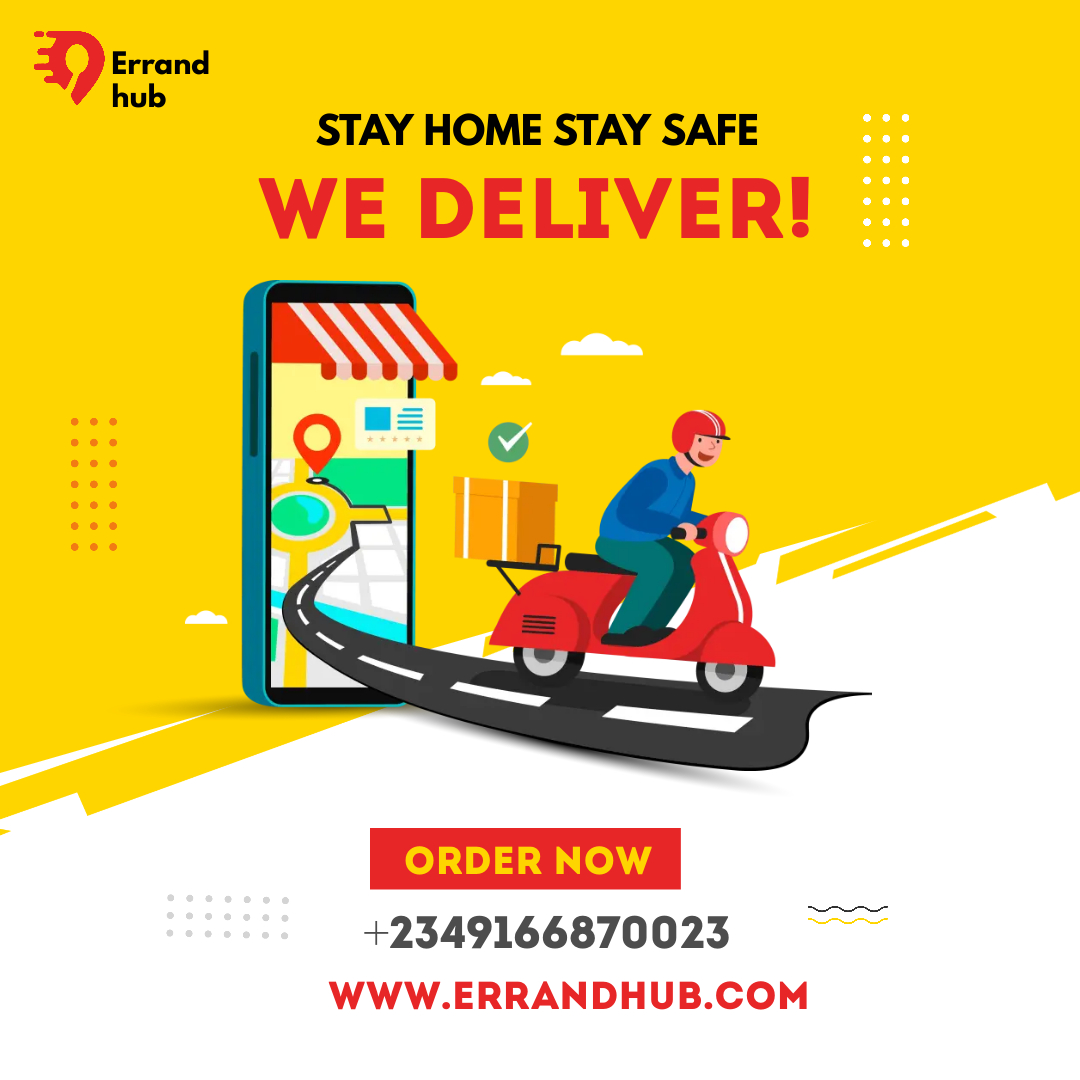 Errand
hub
STAY HOME STAY SAFE
WE DELIVER!
ORDER NOW
+2349166870023
WWW.ERRANDHUB.COM